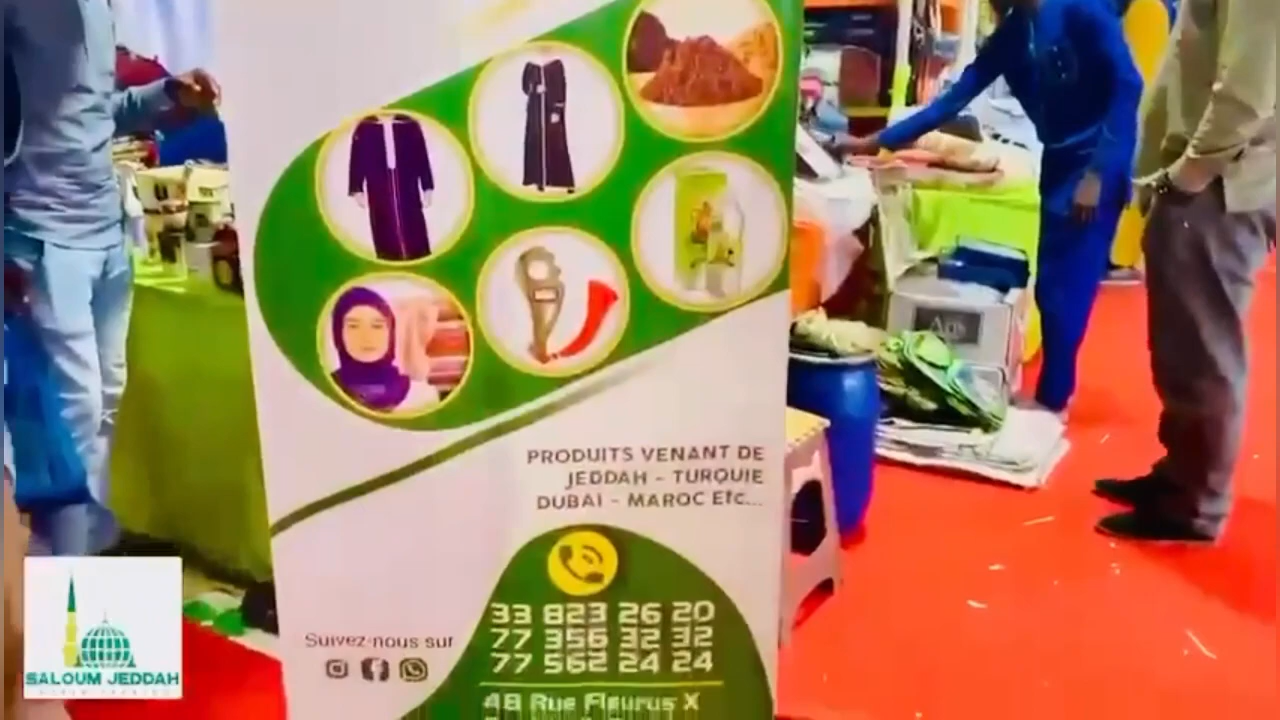 PRODUITS VENANT DE
JEDDAH - TURQUIE
DUBAI - MAROC Etc...
33 823 26 20
77 356 32 32
77 562 24 24
Suivez-nous sur
48 Rue Fleurus X
SALOUM JEDDAH